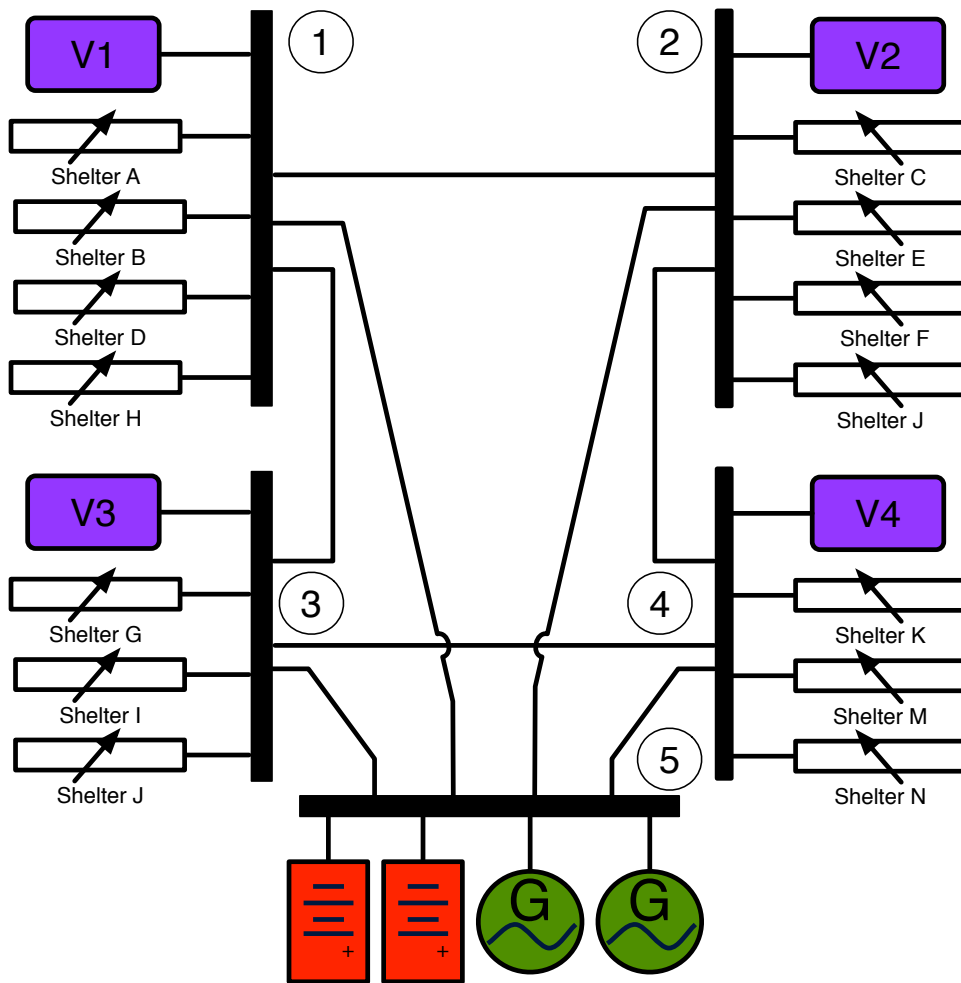 V1
1
2
V2
Shelter A
Shelter C
Shelter B
Shelter E
Shelter D
Shelter F
Shelter H
Shelter J
V3
V4
3
4
Shelter G
Shelter K
Shelter I
Shelter M
5
Shelter J
Shelter N
G
G
+
+